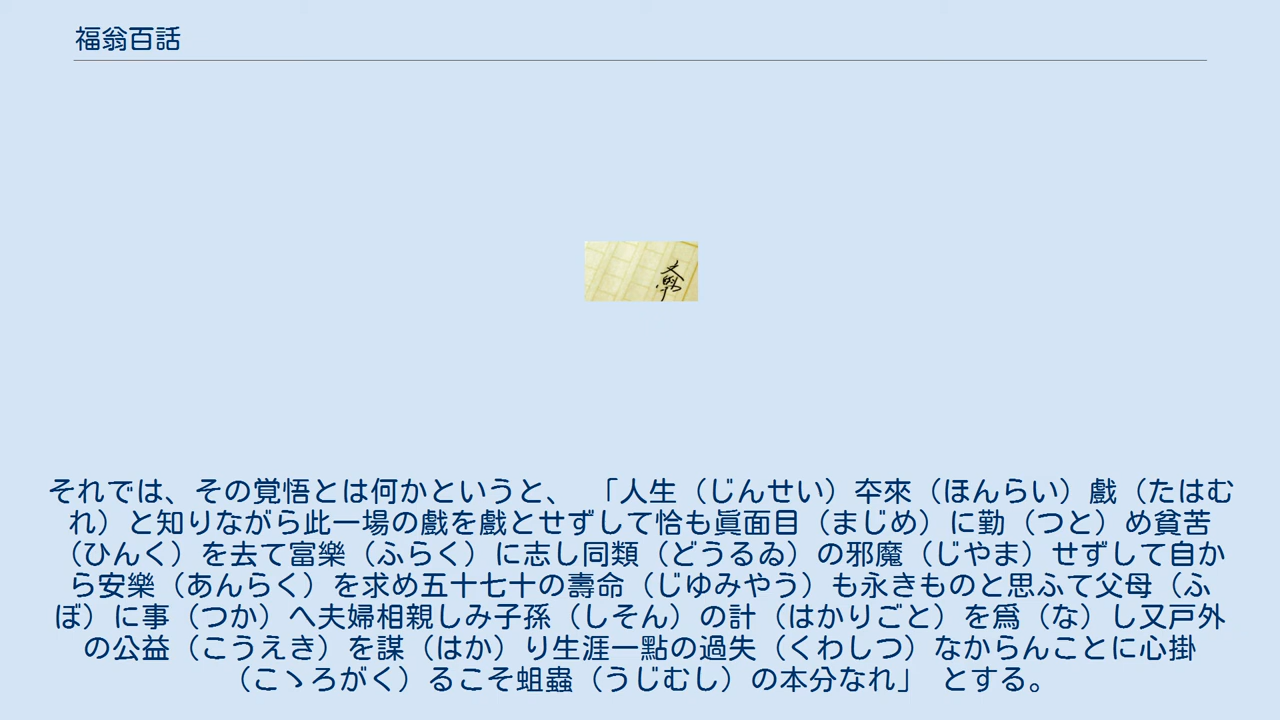 福翁百話
それでは、その覚悟とは何かというと、 「人生（じんせい）夲來（ほんらい）戲（たはむ
れ）と知りながら此一場の戲を戲とせずして恰も眞面目（まじめ）に勤（つと）め貧苦
（ひんく）を去て富樂（ふらく）に志し同類（どうるゐ）の邪魔（じやま）せずして自か
ら安樂（あんらく）を求め五十七十の壽命（じゆみやう）も永きものと思ふて父母（ふ
ぼ）に事（つか）へ夫婦相親しみ子孫（しそん）の計（はかりごと）を爲（な）し又戸外
の公益（こうえき）を謀（はか）り生涯一點の過失（くわしつ）なからんことに心掛
（こゝろがく）るこそ蛆蟲（うじむし）の本分なれ」 とする。